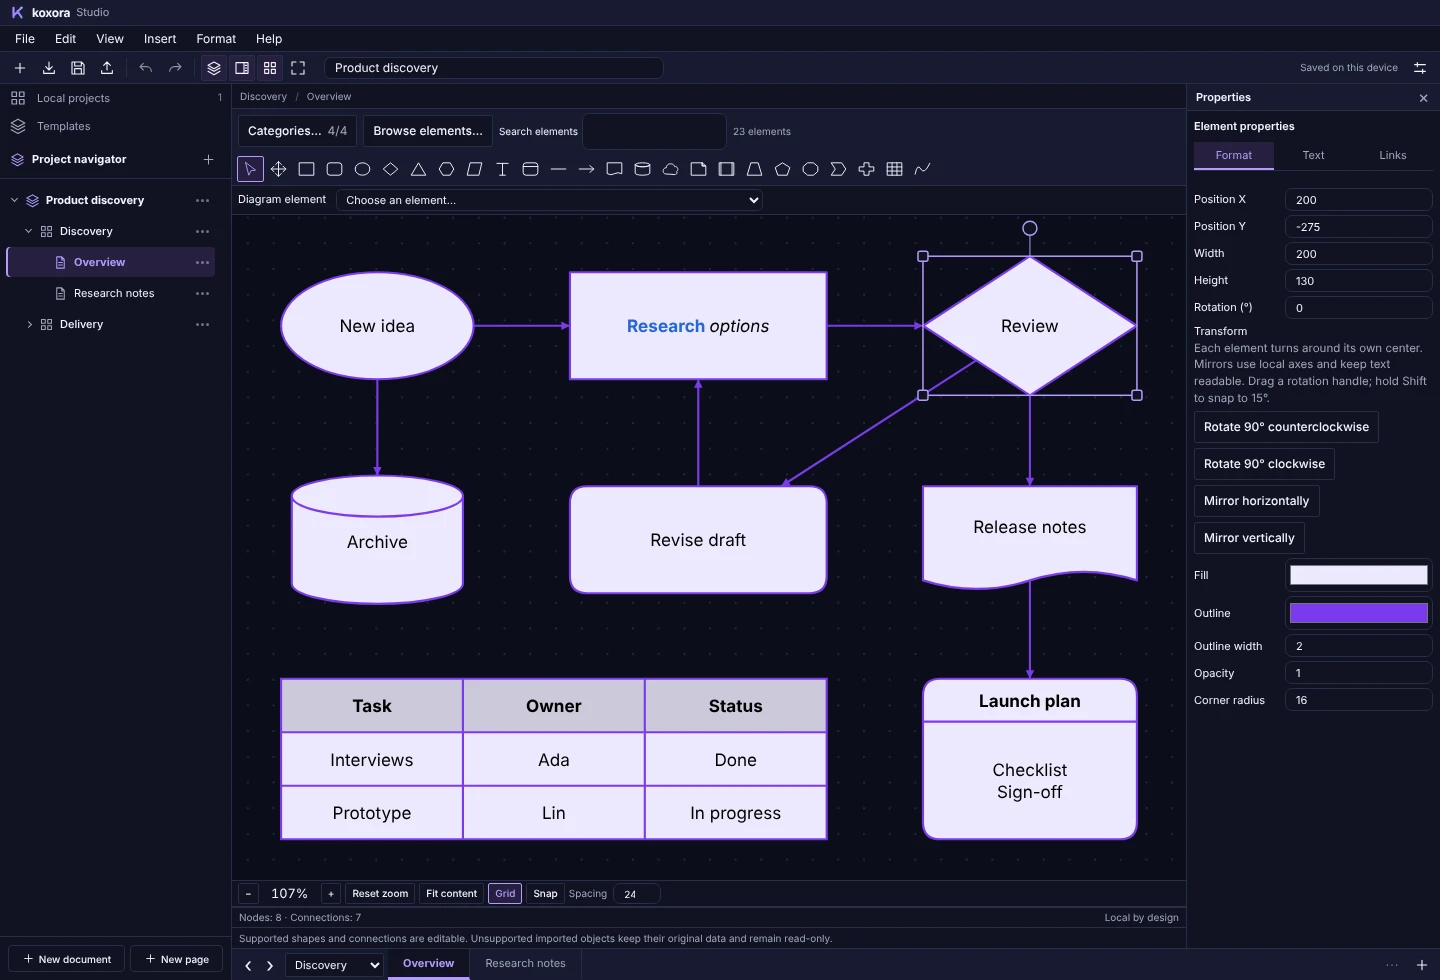 koxora Studio
File Edit View Insert Format Help
Product discovery
Saved on this device
Local projects 1
Templates
Project navigator
Product discovery
Discovery
Overview
Research notes
Delivery
New document
New page
Discovery / Overview
Categories... 4/4
Browse elements...
Search elements
23 elements
Diagram element
Choose an element...
New idea
Research options
Review
Archive
Revise draft
Release notes
Task Owner Status
Interviews Ada Done
Prototype Lin In progress
Launch plan
Checklist
Sign-off
107%
Reset zoom
Fit content
Grid
Snap
Spacing
24
Nodes: 8 · Connections: 7
Local by design
Supported shapes and connections are editable. Unsupported imported objects keep their original data and remain read-only.
Discovery
Overview
Research notes
Properties
Element properties
Format Text Links
Position X 200
Position Y -275
Width 200
Height 130
Rotation (°) 0
Transform
Each element turns around its own center.
Mirrors use local axes and keep text
readable. Drag a rotation handle; hold Shift
to snap to 15°.
Rotate 90° counterclockwise
Rotate 90° clockwise
Mirror horizontally
Mirror vertically
Fill
Outline
Outline width 2
Opacity 1
Corner radius 16